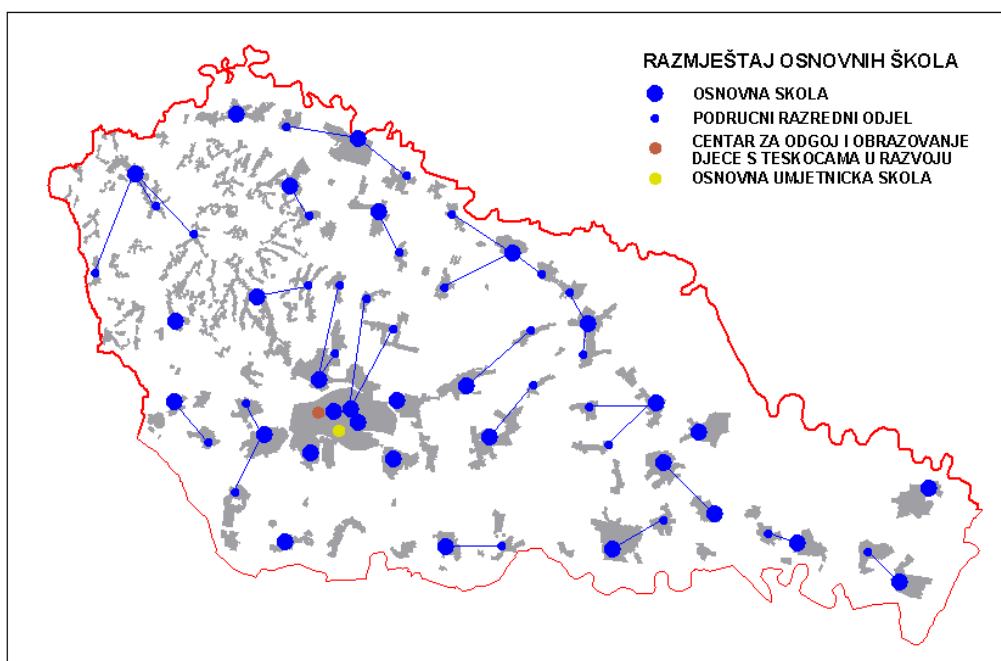 RAZMJEŠTAJ OSNOVNIH ŠKOLA
OSNOVNA SKOLA
PODRUCNI RAZREDNI ODJEL
CENTAR ZA ODGOJ I OBRAZOVANJE
DJECE S TESKOCAMA U RAZVOJU
OSNOVNA UMJETNICKA SKOLA